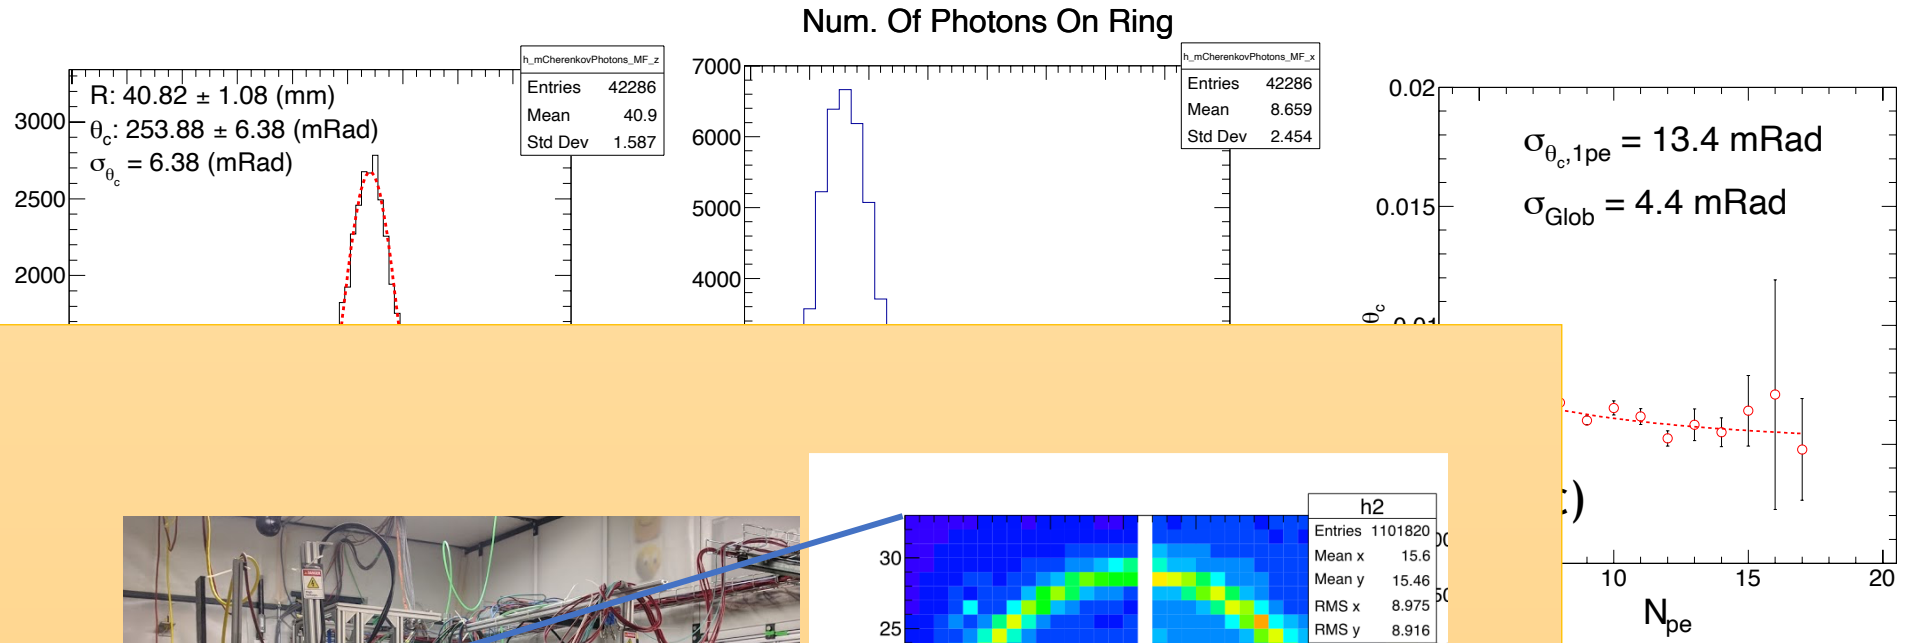 Num. Of Photons On Ring
h_mCherenkovPhotons_MF_z
Entries 42286
Mean 40.9
Std Dev 1.587
R: 40.82 ± 1.08 (mm)
θc: 253.88 ± 6.38 (mRad)
σθc = 6.38 (mRad)
3000
2500
2000
h_mCherenkovPhotons_MF_x
Entries 42286
Mean 8.659
Std Dev 2.454
7000
6000
5000
4000
0.02
0.015
0.01
θc
σθc,1pe = 13.4 mRad
σGlob = 4.4 mRad
10
15
20
Npe
h2
Entries 1101820
Mean x 15.6
Mean y 15.46
RMS x 8.975
RMS y 8.916
30
25